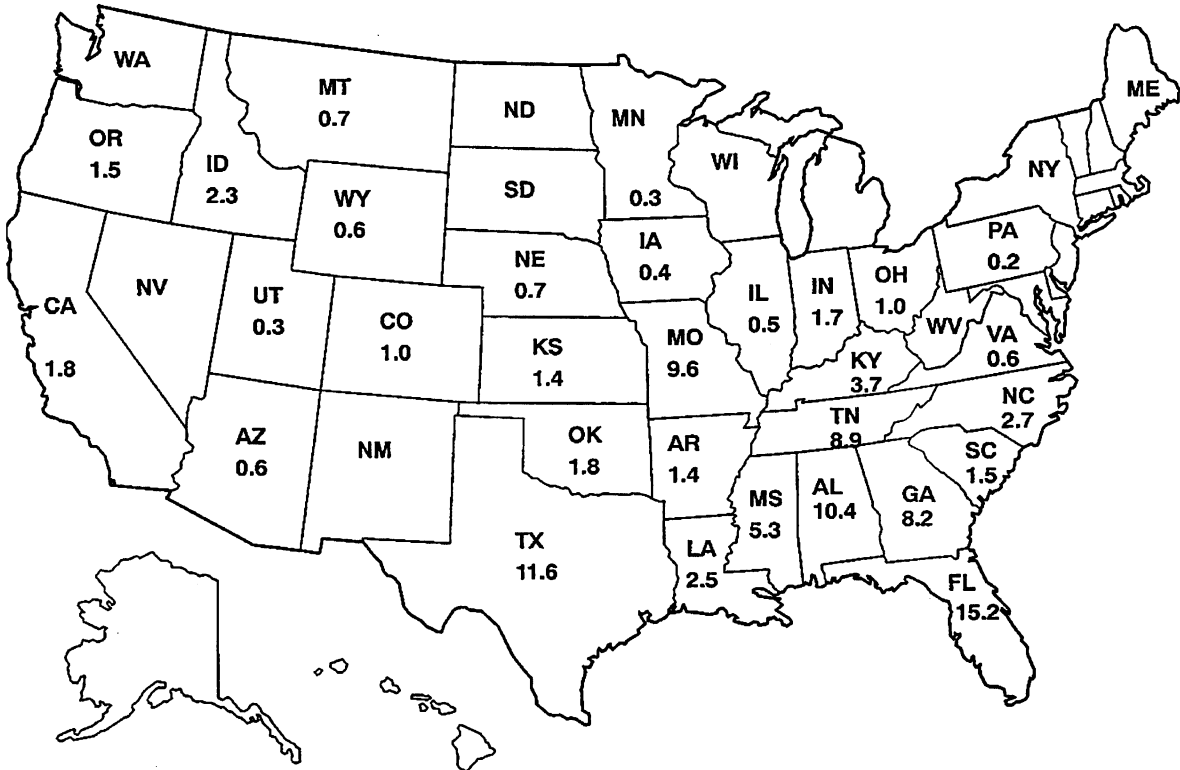 WA
MT
0.7
ND
MN
0.3
ME
OR
1.5
ID
2.3
WI
NY
WY
0.6
SD
IA
0.4
PA
0.2
NE
0.7
NV
UT
0.3
CO
1.0
CA
1.8
IL
0.5
IN
1.7
OH
1.0
WV
VA
0.6
KS
1.4
MO
9.6
KY
3.7
NC
2.7
TN
8.9
AZ
0.6
NM
OK
1.8
AR
1.4
SC
1.5
MS
5.3
AL
10.4
GA
8.2
TX
11.6
LA
2.5
FL
15.2